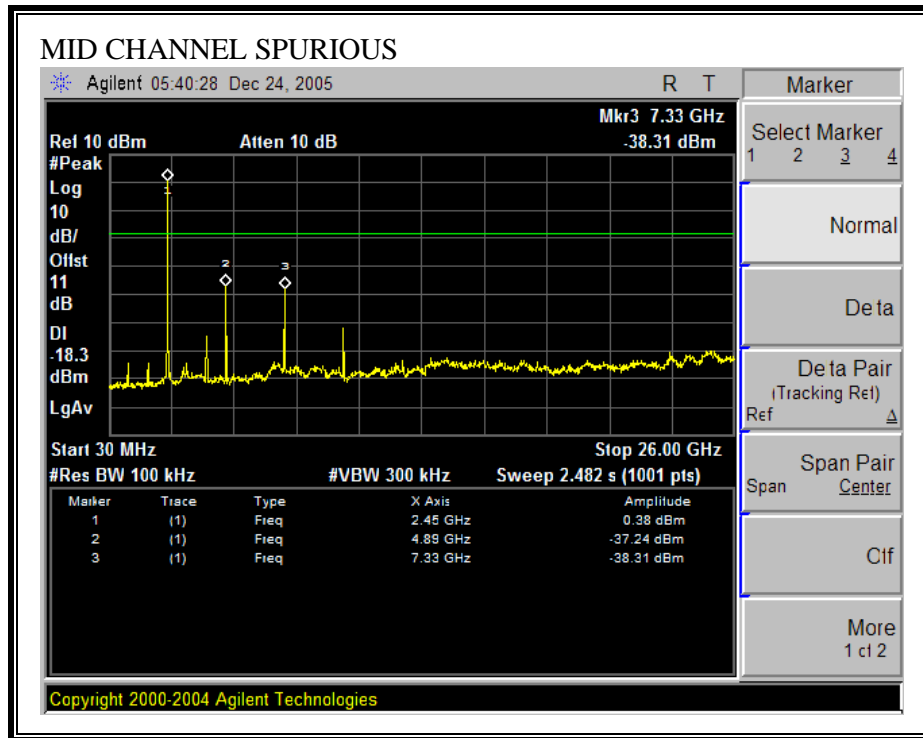 MID CHANNEL SPURIOUS
Agilent 05:40:28 Dec 24, 2005 R T
Mkr3 7.33 GHz
Ref 10 dBm Atten 10 dB -38.31 dBm
#Peak
Log
10
dB/
Offst
11
dB
DI
-18.3
dBm
LgAv
1
2
3
Start 30 MHz Stop 26.00 GHz
#Res BW 100 kHz #VBW 300 kHz Sweep 2.482 s (1001 pts)
Marker Trace Type X Axis Amplitude
1 (1) Freq 2.45 GHz 0.38 dBm
2 (1) Freq 4.89 GHz -37.24 dBm
3 (1) Freq 7.33 GHz -38.31 dBm
Copyright 2000-2004 Agilent Technologies
Marker
Select Marker
1 2 3 4
Normal
Delta
Delta Pair
(Tracking Ref)
Ref Δ
Span Pair
Span Center
Off
More
1 of 2